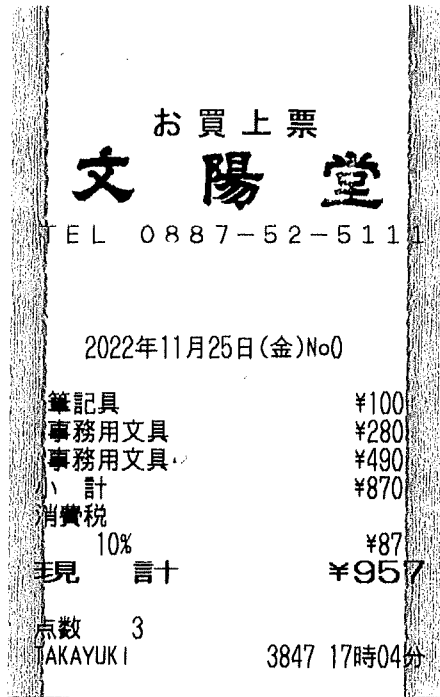 お買上票
文陽堂
TEL 0887-52-5111
2022年11月25日(金)No0
筆記具 ¥100
事務用文具 ¥280
事務用文具 ¥490
小計 ¥870
消費税
10% ¥87
現計 ¥957
点数 3
TAKAYUKI 3847 17時04分